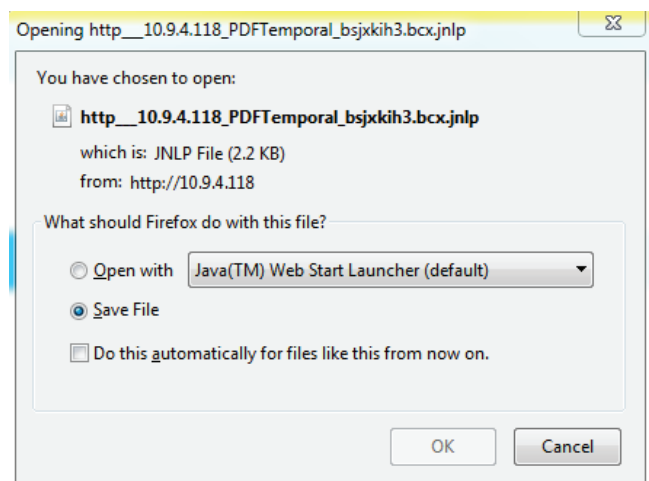 Opening http__10.9.4.118_PDFTemporal_bsjxkih3.bcx.jnlp
You have chosen to open:
http__10.9.4.118_PDFTemporal_bsjxkih3.bcx.jnlp
which is: JNLP File (2.2 KB)
from: http://10.9.4.118
What should Firefox do with this file?
Open with Java(TM) Web Start Launcher (default)
Save File
Do this automatically for files like this from now on.
OK Cancel